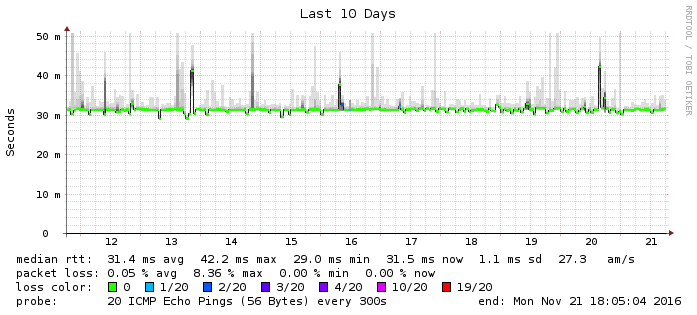 Last 10 Days
RRDTOOL / TOBI OETIKER
Seconds
50 m
40 m
30 m
20 m
10 m
0
12 13 14 15 16 17 18 19 20 21
median rtt: 31.4 ms avg 42.2 ms max 29.0 ms min 31.5 ms now 1.1 ms sd 27.3 am/s
packet loss: 0.05 % avg 8.36 % max 0.00 % min 0.00 % now
loss color: 0 1/20 2/20 3/20 4/20 10/20 19/20
probe: 20 ICMP Echo Pings (56 Bytes) every 300s end: Mon Nov 21 18:05:04 2016